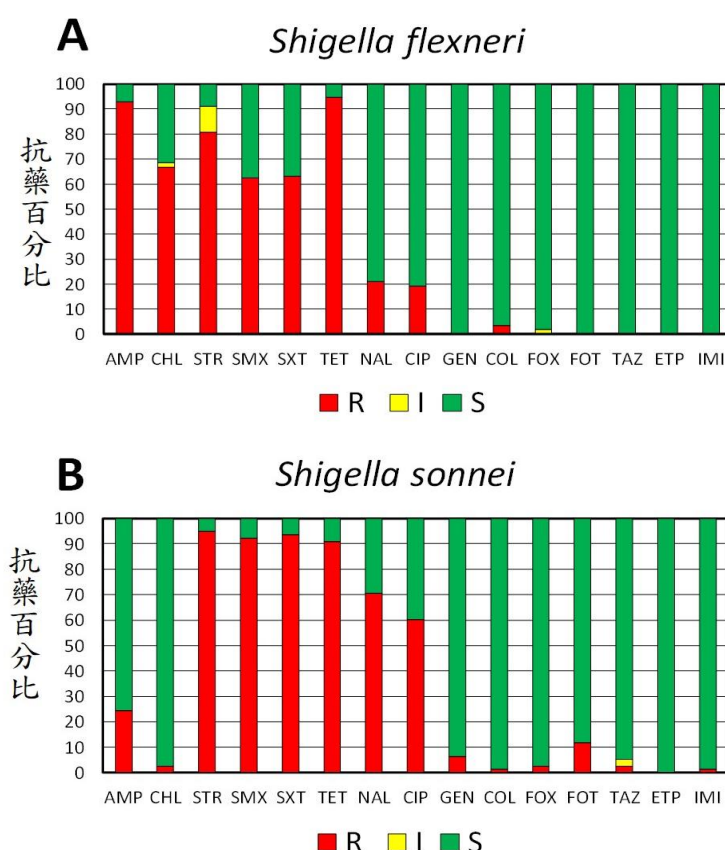 A
Shigella flexneri
抗藥百分比
100
90
80
70
60
50
40
30
20
10
0
AMP CHL STR SMX SXT TET NAL CIP GEN COL FOX FOT TAZ ETP IMI
R I S
B
Shigella sonnei
抗藥百分比
100
90
80
70
60
50
40
30
20
10
0
AMP CHL STR SMX SXT TET NAL CIP GEN COL FOX FOT TAZ ETP IMI
R I S